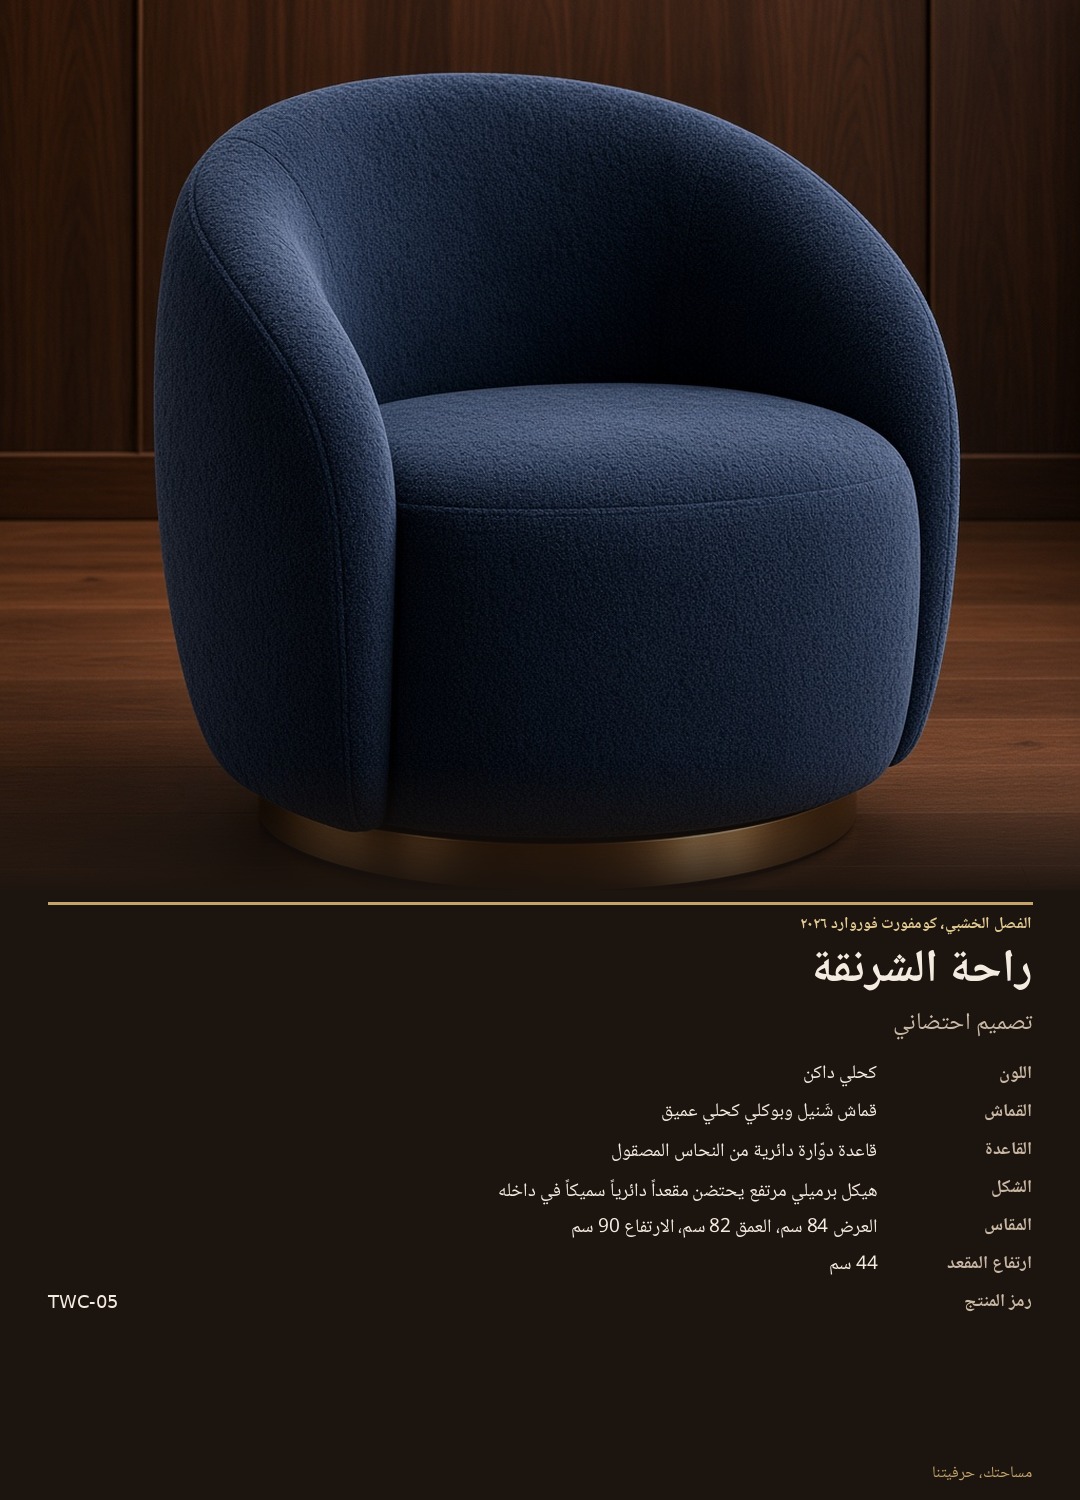 الفصل الخشبي، كومفورت فوروارد ٢٠٢٦
راحة الشرنقة
تصميم احتضاني
اللون كحلي داكن
القماش قماش شَنيل وبوكلي كحلي عميق
القاعدة قاعدة دوّارة دائرية من النحاس المصقول
الشكل هيكل برميلي مرتفع يحتضن مقعداً دائرياً سميكاً في داخله
المقاس العرض 84 سم، العمق 82 سم، الارتفاع 90 سم
ارتفاع المقعد 44 سم
رمز المنتج TWC-05
مساحتك، حرفيتنا